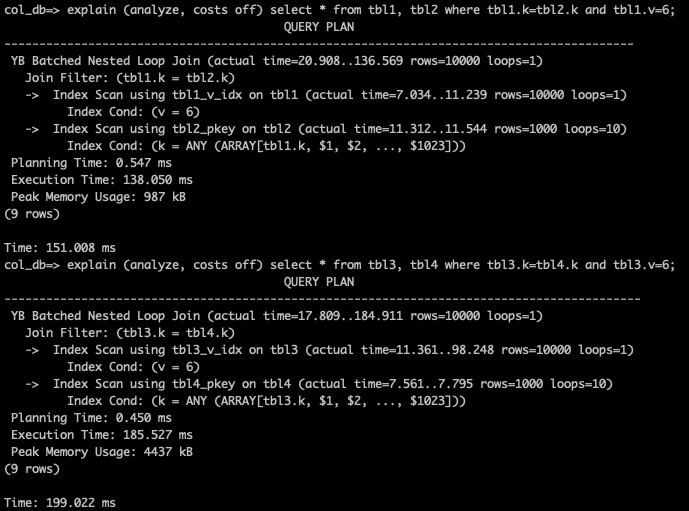 col_db=> explain (analyze, costs off) select * from tbl1, tbl2 where tbl1.k=tbl2.k and tbl1.v=6;
QUERY PLAN
------------------------------------------------------------------------------------------
YB Batched Nested Loop Join (actual time=20.908..136.569 rows=10000 loops=1)
Join Filter: (tbl1.k = tbl2.k)
-> Index Scan using tbl1_v_idx on tbl1 (actual time=7.034..11.239 rows=10000 loops=1)
Index Cond: (v = 6)
-> Index Scan using tbl2_pkey on tbl2 (actual time=11.312..11.544 rows=1000 loops=10)
Index Cond: (k = ANY (ARRAY[tbl1.k, $1, $2, ..., $1023]))
Planning Time: 0.547 ms
Execution Time: 138.050 ms
Peak Memory Usage: 987 kB
(9 rows)
Time: 151.008 ms
col_db=> explain (analyze, costs off) select * from tbl3, tbl4 where tbl3.k=tbl4.k and tbl3.v=6;
QUERY PLAN
-------------------------------------------------------------------------------------------
YB Batched Nested Loop Join (actual time=17.809..184.911 rows=10000 loops=1)
Join Filter: (tbl3.k = tbl4.k)
-> Index Scan using tbl3_v_idx on tbl3 (actual time=11.361..98.248 rows=10000 loops=1)
Index Cond: (v = 6)
-> Index Scan using tbl4_pkey on tbl4 (actual time=7.561..7.795 rows=1000 loops=10)
Index Cond: (k = ANY (ARRAY[tbl3.k, $1, $2, ..., $1023]))
Planning Time: 0.450 ms
Execution Time: 185.527 ms
Peak Memory Usage: 4437 kB
(9 rows)
Time: 199.022 ms